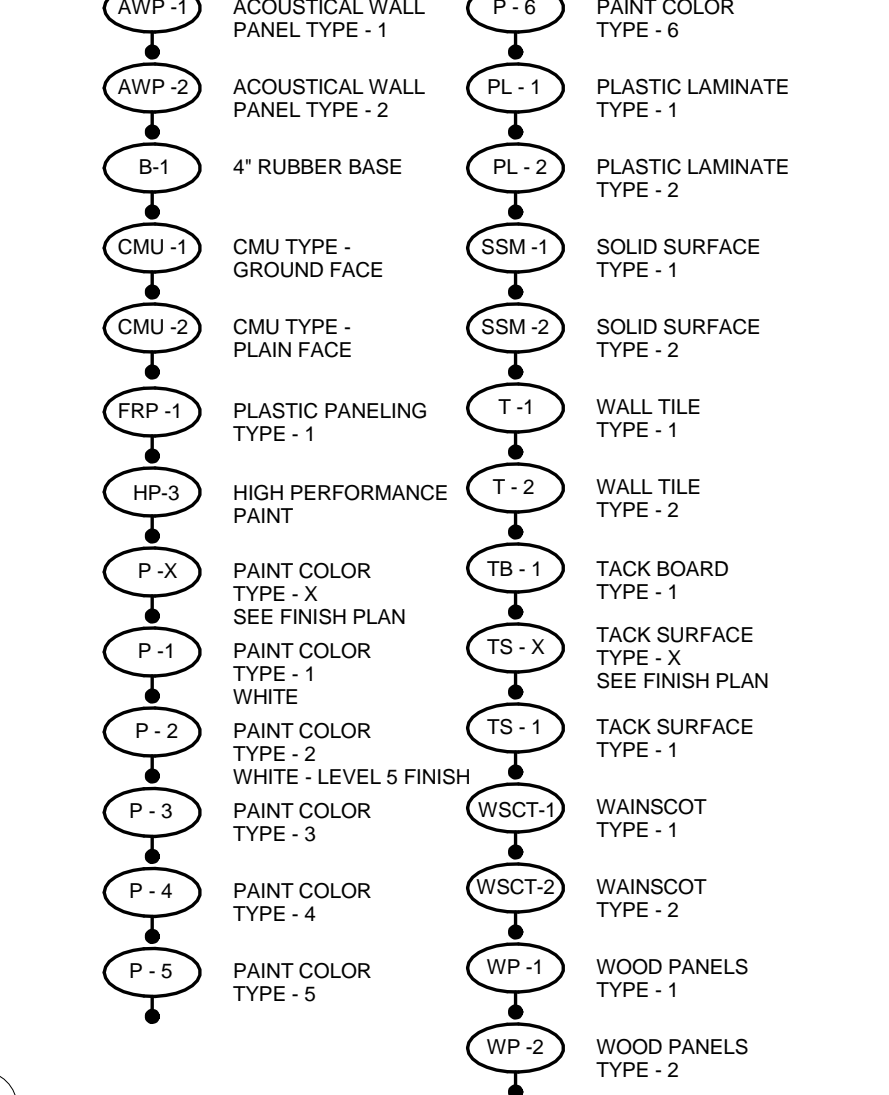 AWP -1
ACOUSTICAL WALL
PANEL TYPE - 1
AWP -2
ACOUSTICAL WALL
PANEL TYPE - 2
B-1
4" RUBBER BASE
CMU -1
CMU TYPE -
GROUND FACE
CMU -2
CMU TYPE -
PLAIN FACE
FRP -1
PLASTIC PANELING
TYPE - 1
HP-3
HIGH PERFORMANCE
PAINT
P -X
PAINT COLOR
TYPE - X
SEE FINISH PLAN
P -1
PAINT COLOR
TYPE - 1
WHITE
P - 2
PAINT COLOR
TYPE - 2
WHITE - LEVEL 5 FINISH
P - 3
PAINT COLOR
TYPE - 3
P - 4
PAINT COLOR
TYPE - 4
P - 5
PAINT COLOR
TYPE - 5
P - 6
PAINT COLOR
TYPE - 6
PL - 1
PLASTIC LAMINATE
TYPE - 1
PL - 2
PLASTIC LAMINATE
TYPE - 2
SSM -1
SOLID SURFACE
TYPE - 1
SSM -2
SOLID SURFACE
TYPE - 2
T -1
WALL TILE
TYPE - 1
T - 2
WALL TILE
TYPE - 2
TB - 1
TACK BOARD
TYPE - 1
TS - X
TACK SURFACE
TYPE - X
SEE FINISH PLAN
TS - 1
TACK SURFACE
TYPE - 1
WSCT-1
WAINSCOT
TYPE - 1
WSCT-2
WAINSCOT
TYPE - 2
WP -1
WOOD PANELS
TYPE - 1
WP -2
WOOD PANELS
TYPE - 2